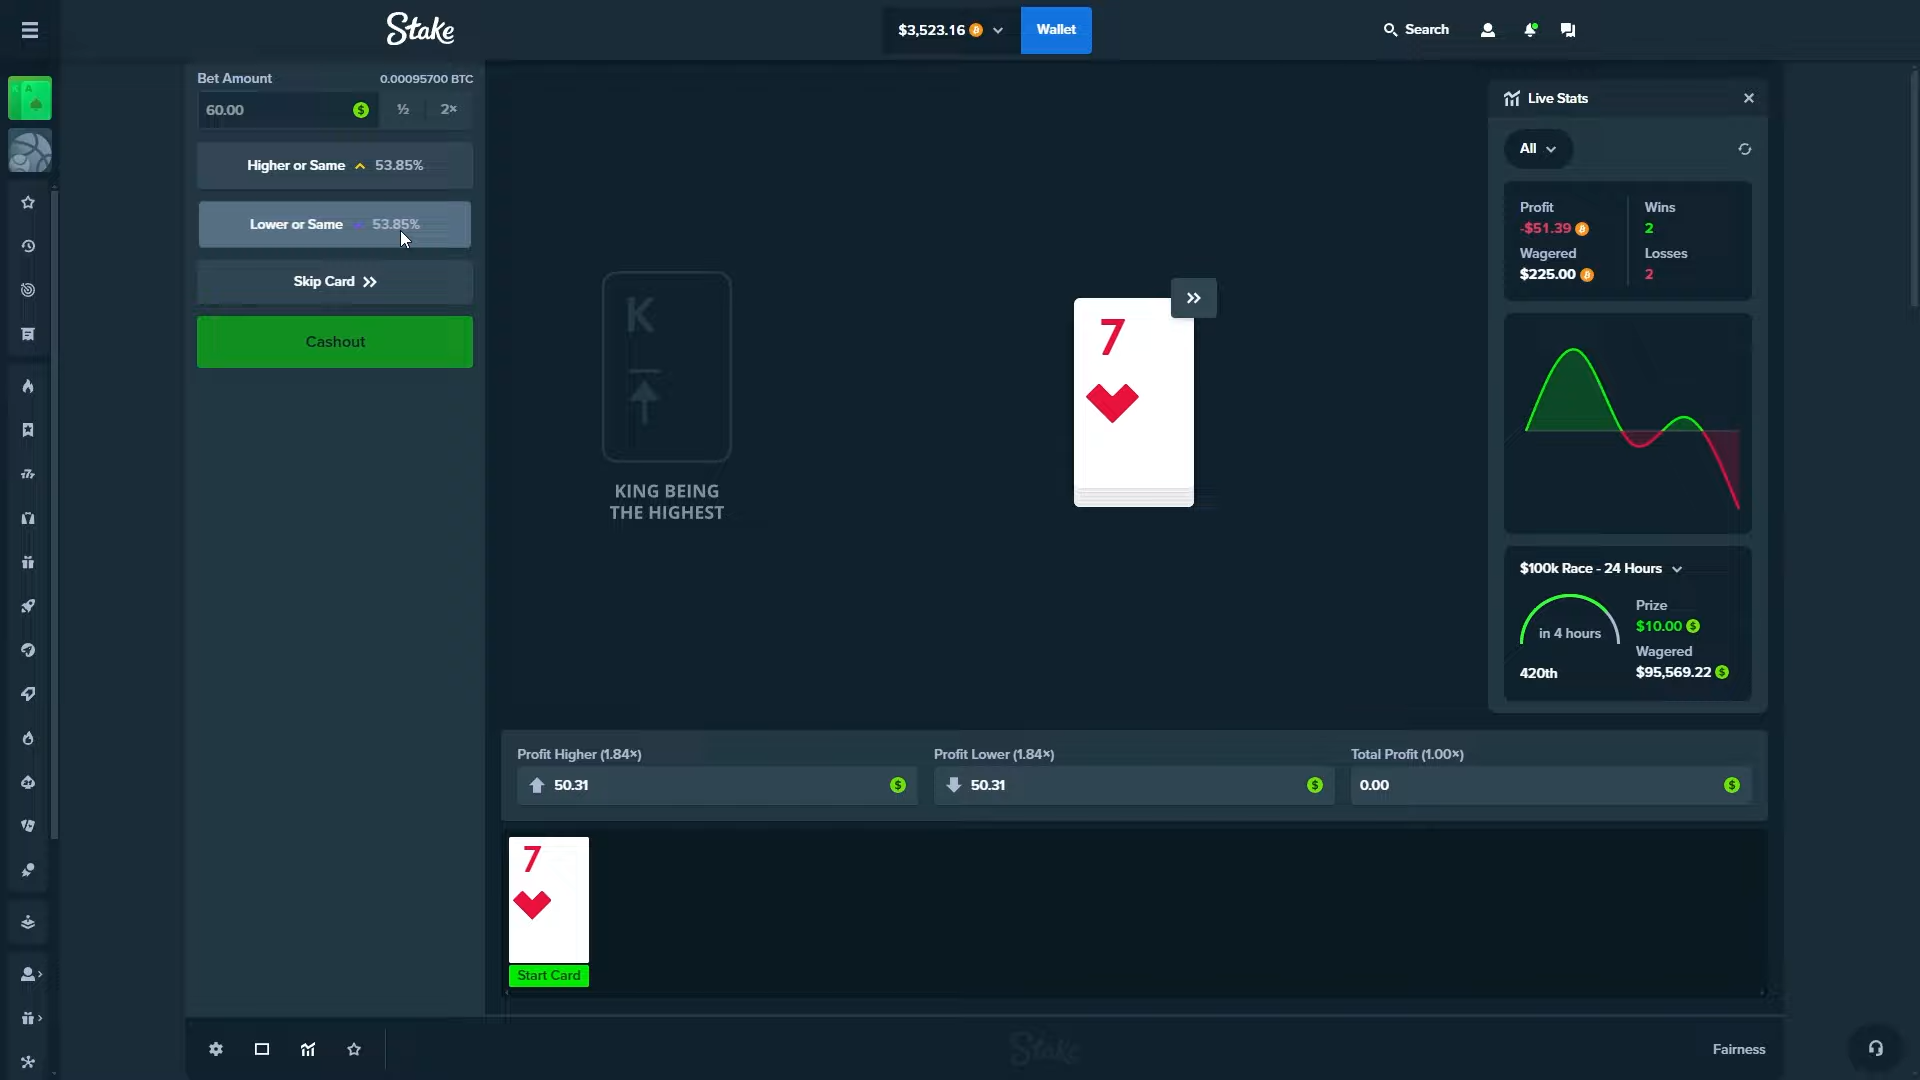 Stake
$3,523.16
Wallet
Search
Bet Amount
0.00095700 BTC
60.00
½
2×
Higher or Same 53.85%
Lower or Same 53.85%
Skip Card
Cashout
K
KING BEING
THE HIGHEST
7
Live Stats
All
Profit
-$51.39
Wins
2
Wagered
$225.00
Losses
2
$100k Race - 24 Hours
in 4 hours
420th
Prize
$10.00
Wagered
$95,569.22
Profit Higher (1.84×)
50.31
Profit Lower (1.84×)
50.31
Total Profit (1.00×)
0.00
7
Start Card
Stake
Fairness